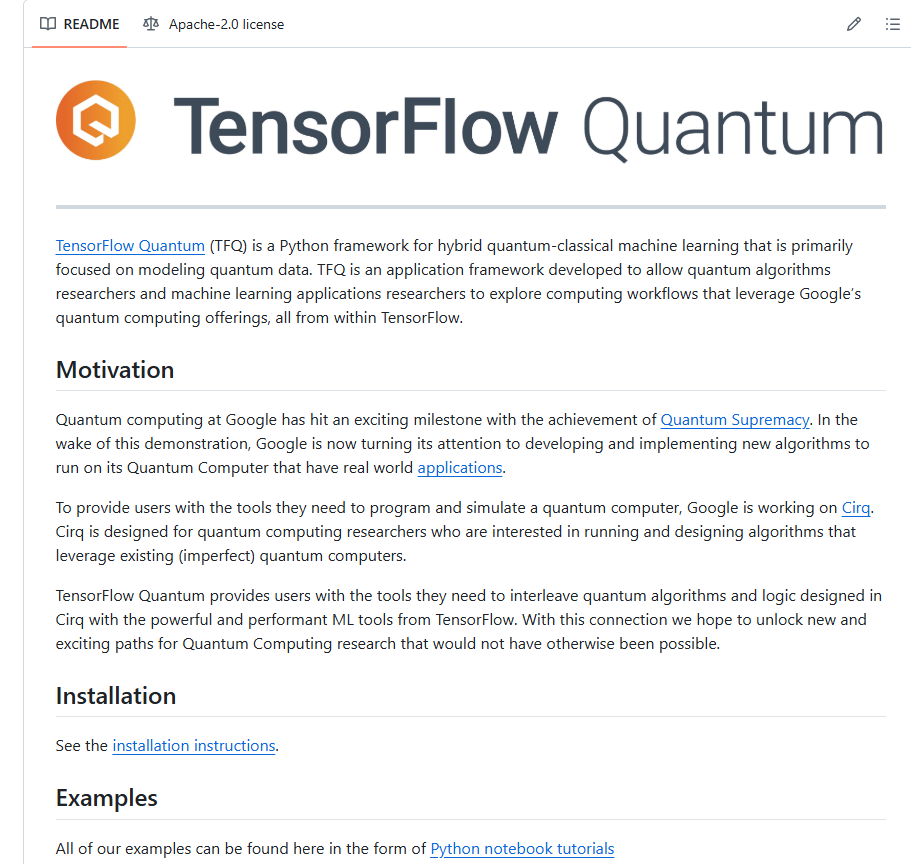 README
Apache-2.0 license
TensorFlow Quantum
TensorFlow Quantum (TFQ) is a Python framework for hybrid quantum-classical machine learning that is primarily
focused on modeling quantum data. TFQ is an application framework developed to allow quantum algorithms
researchers and machine learning applications researchers to explore computing workflows that leverage Google’s
quantum computing offerings, all from within TensorFlow.
Motivation
Quantum computing at Google has hit an exciting milestone with the achievement of Quantum Supremacy. In the
wake of this demonstration, Google is now turning its attention to developing and implementing new algorithms to
run on its Quantum Computer that have real world applications.
To provide users with the tools they need to program and simulate a quantum computer, Google is working on Cirq.
Cirq is designed for quantum computing researchers who are interested in running and designing algorithms that
leverage existing (imperfect) quantum computers.
TensorFlow Quantum provides users with the tools they need to interleave quantum algorithms and logic designed in
Cirq with the powerful and performant ML tools from TensorFlow. With this connection we hope to unlock new and
exciting paths for Quantum Computing research that would not have otherwise been possible.
Installation
See the installation instructions.
Examples
All of our examples can be found here in the form of Python notebook tutorials